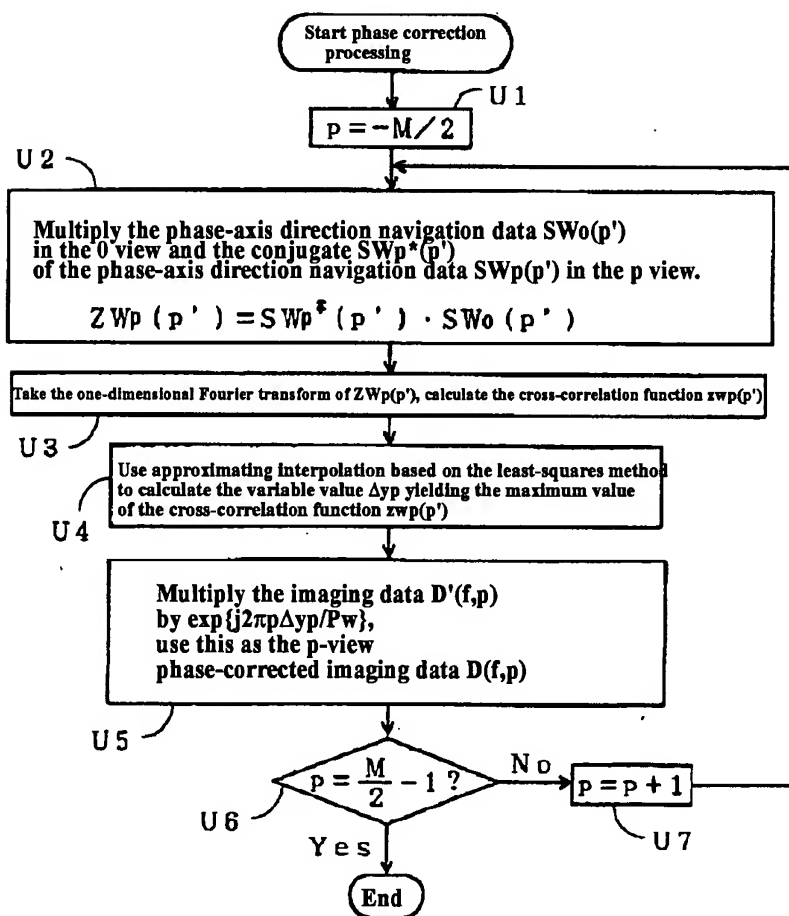 Start phase correction
processing
U1
p = -M/2
U2
Multiply the phase-axis direction navigation data SWo(p')
in the 0 view and the conjugate SWp*(p')
of the phase-axis direction navigation data SWp(p') in the p view.
ZWp(p') = SWp*(p') · SWo(p')
Take the one-dimensional Fourier transform of ZWp(p'), calculate the cross-correlation function zwp(p')
U3
Use approximating interpolation based on the least-squares method
to calculate the variable value Δyp yielding the maximum value
of the cross-correlation function zwp(p')
U4
Multiply the imaging data D'(f,p)
by exp{j2πpΔyp/Pw},
use this as the p-view
phase-corrected imaging data D(f,p)
U5
p = M/2 - 1 ?
No
p = p + 1
U6
U7
Yes
End